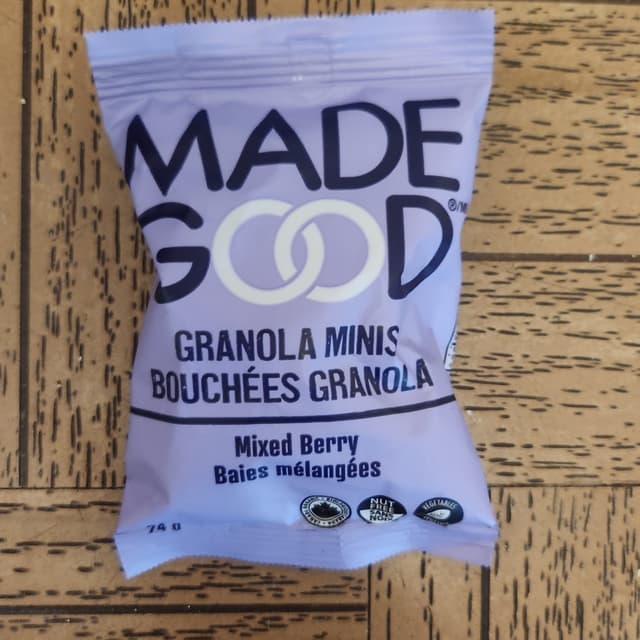 MADE
GOOD
GRANOLA MINIS
BOUCHÉES GRANOLA
Mixed Berry
Baies mélangées
NUT
FREE